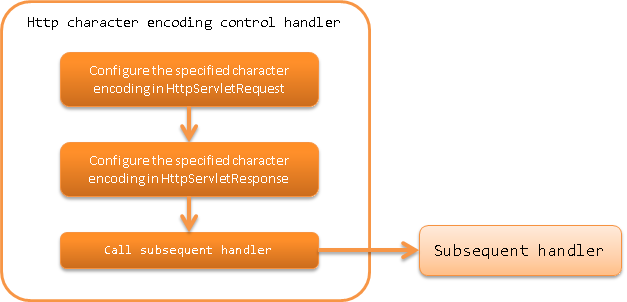 Http character encoding control handler
Configure the specified character
encoding in HttpServletRequest
Configure the specified character
encoding in HttpServletResponse
Call subsequent handler
Subsequent handler